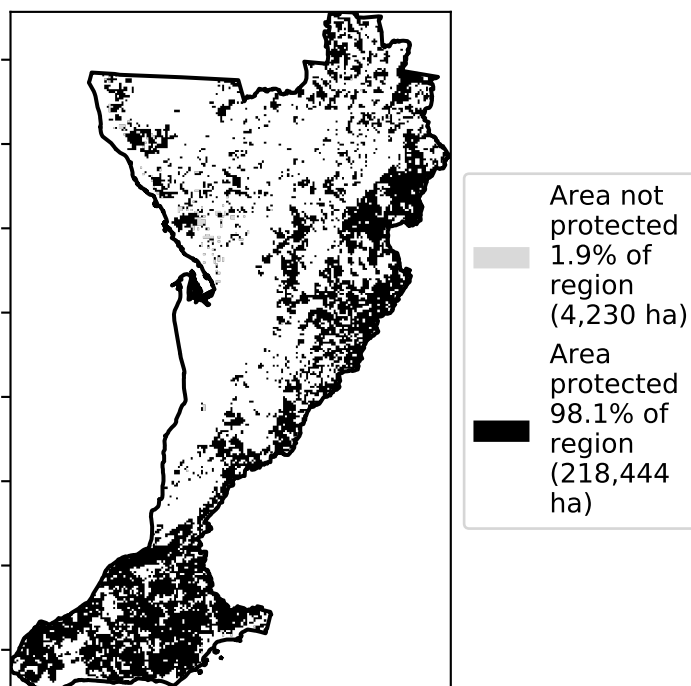 Area not
protected
1.9% of
region
(4,230 ha)
Area
protected
98.1% of
region
(218,444
ha)